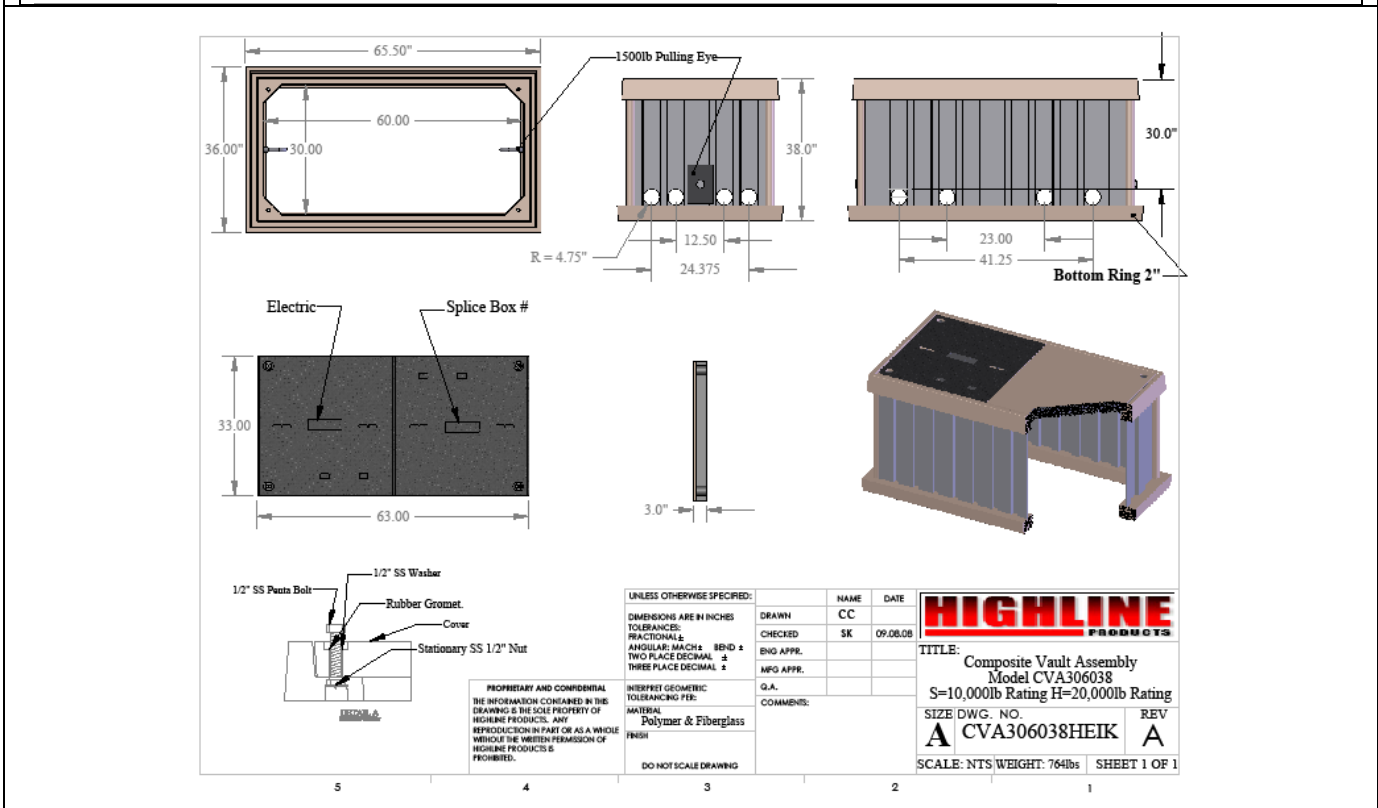 65.50"
1500lb Pulling Eye
60.00
36.00"
30.00
38.0"
30.0"
12.50
24.375
R = 4.75"
23.00
41.25
Bottom Ring 2"
Electric
Splice Box #
33.00
63.00
3.0"
1/2" SS Washer
1/2" SS Penta Bolt
Rubber Gromet.
Cover
Stationary SS 1/2" Nut
DETAIL A
PROPRIETARY AND CONFIDENTIAL
THE INFORMATION CONTAINED IN THIS
DRAWING IS THE SOLE PROPERTY OF
HIGHLINE PRODUCTS. ANY
REPRODUCTION IN PART OR AS A WHOLE
WITHOUT THE WRITTEN PERMISSION OF
HIGHLINE PRODUCTS IS
PROHIBITED.
UNLESS OTHERWISE SPECIFIED:
DIMENSIONS ARE IN INCHES
TOLERANCES:
FRACTIONAL ±
ANGULAR: MACH ± BEND ±
TWO PLACE DECIMAL ±
THREE PLACE DECIMAL ±
INTERPRET GEOMETRIC
TOLERANCING PER:
MATERIAL
Polymer & Fiberglass
FINISH
DO NOT SCALE DRAWING
NAME DATE
DRAWN CC
CHECKED SK 09.08.08
ENG APPR.
MFG APPR.
Q.A.
COMMENTS:
HIGHLINE
PRODUCTS
TITLE:
Composite Vault Assembly
Model CVA306038
S=10,000lb Rating H=20,000lb Rating
SIZE DWG. NO. REV
A CVA306038HEIK A
SCALE: NTS WEIGHT: 764lbs SHEET 1 OF 1
5 4 3 2 1